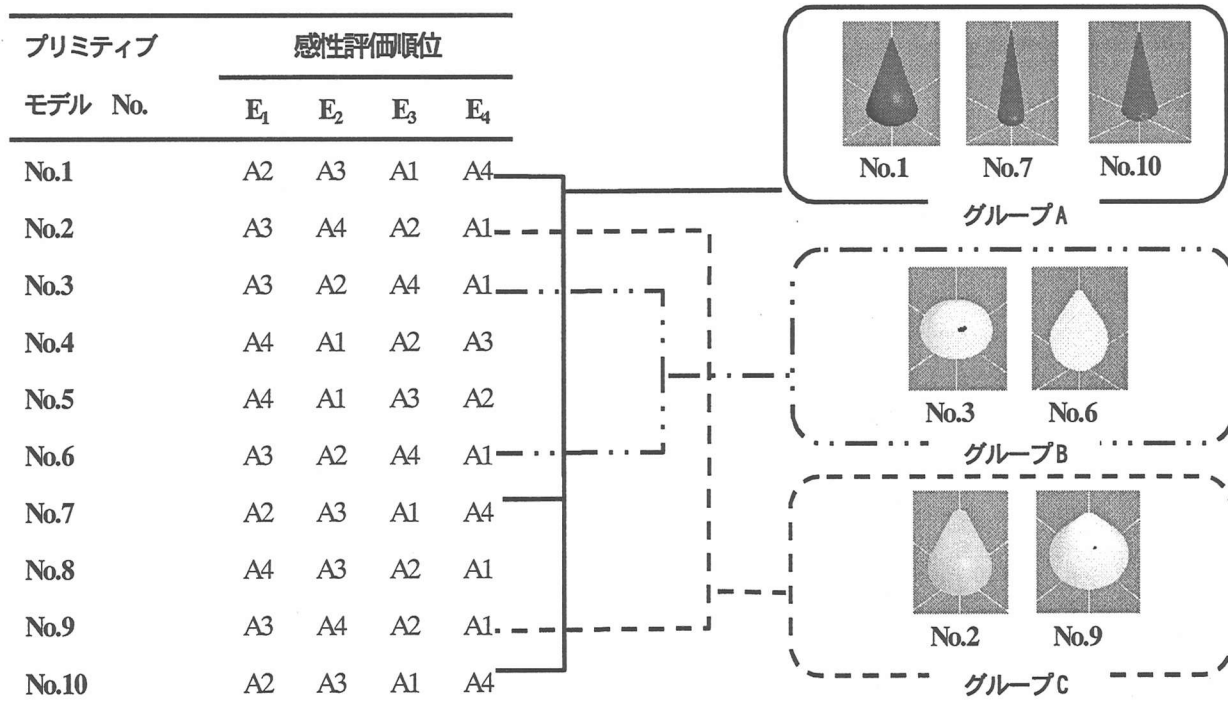 プリミティブ 感性評価順位
モデル No. E1 E2 E3 E4
No.1 A2 A3 A1 A4
No.2 A3 A4 A2 A1
No.3 A3 A2 A4 A1
No.4 A4 A1 A2 A3
No.5 A4 A1 A3 A2
No.6 A3 A2 A4 A1
No.7 A2 A3 A1 A4
No.8 A4 A3 A2 A1
No.9 A3 A4 A2 A1
No.10 A2 A3 A1 A4
No.1 No.7 No.10
グループA
No.3 No.6
グループB
No.2 No.9
グループC